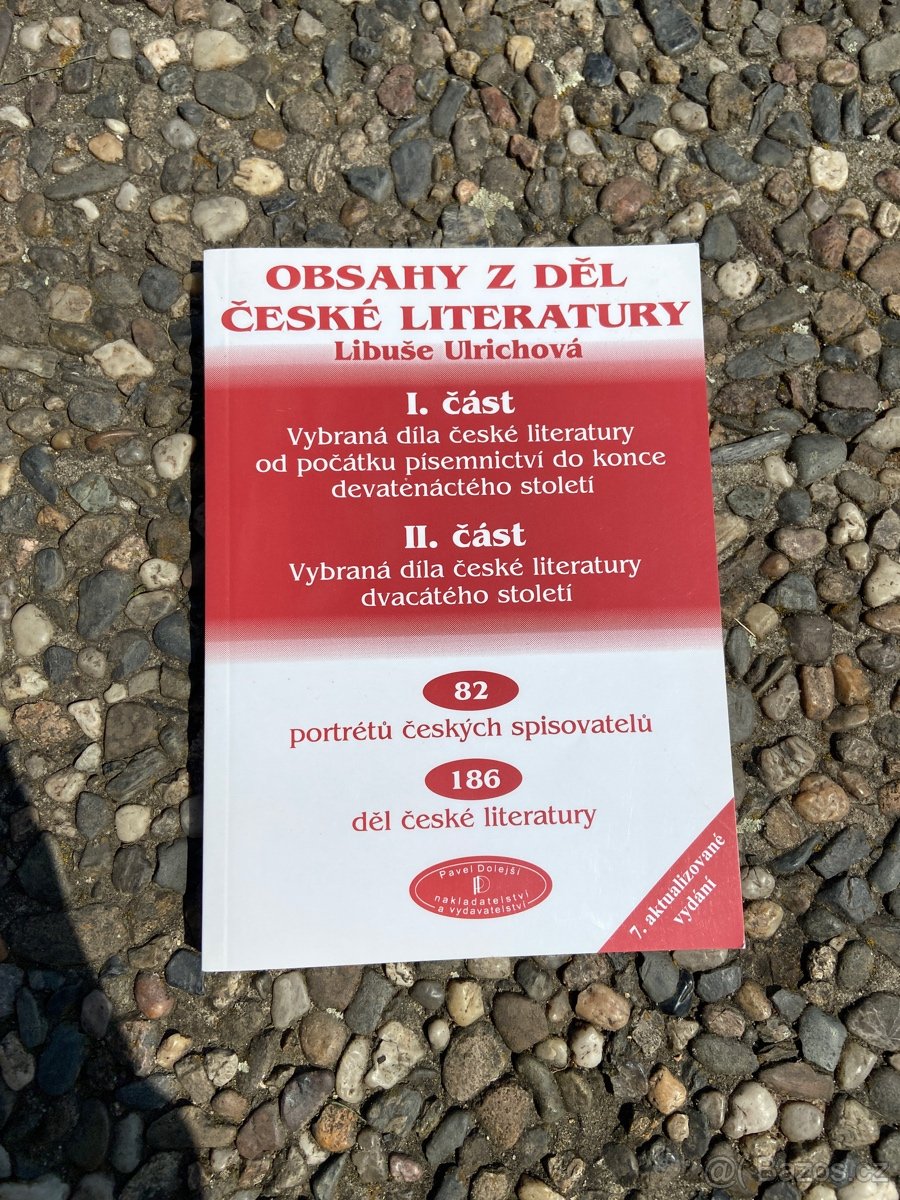 OBSAHY Z DĚL
ČESKÉ LITERATURY
Libuše Ulrichová
I. část
Vybraná díla české literatury
od počátku písemnictví do konce
devatenáctého století
II. část
Vybraná díla české literatury
dvacátého století
82
portrétů českých spisovatelů
186
děl české literatury
Pavel Dolejší
nakladatelství
a vydavatelství
7. aktualizované
vydání
@ Bazoš.cz